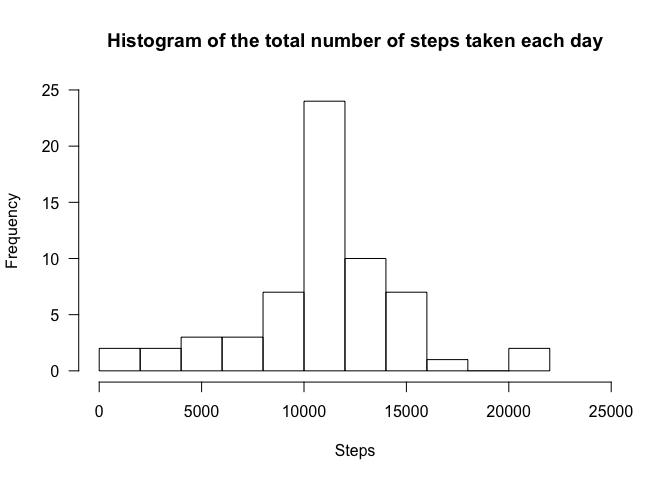 Histogram of the total number of steps taken each day
25
20
15
10
5
0
Frequency
0 5000 10000 15000 20000 25000
Steps